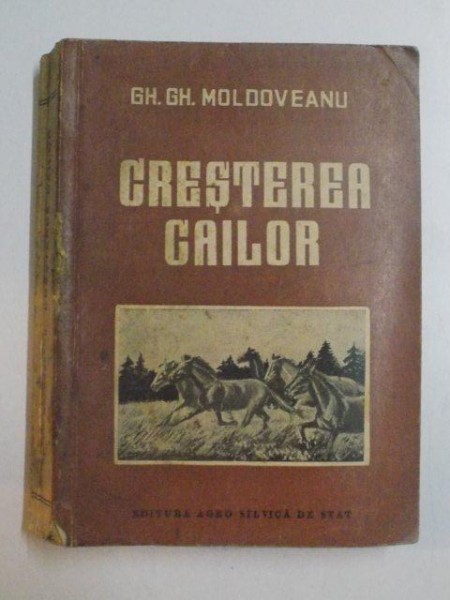 GH. GH. MOLDOVEANU
CREȘTEREA
CAILOR
EDITURA AGRO-SILVICĂ DE STAT